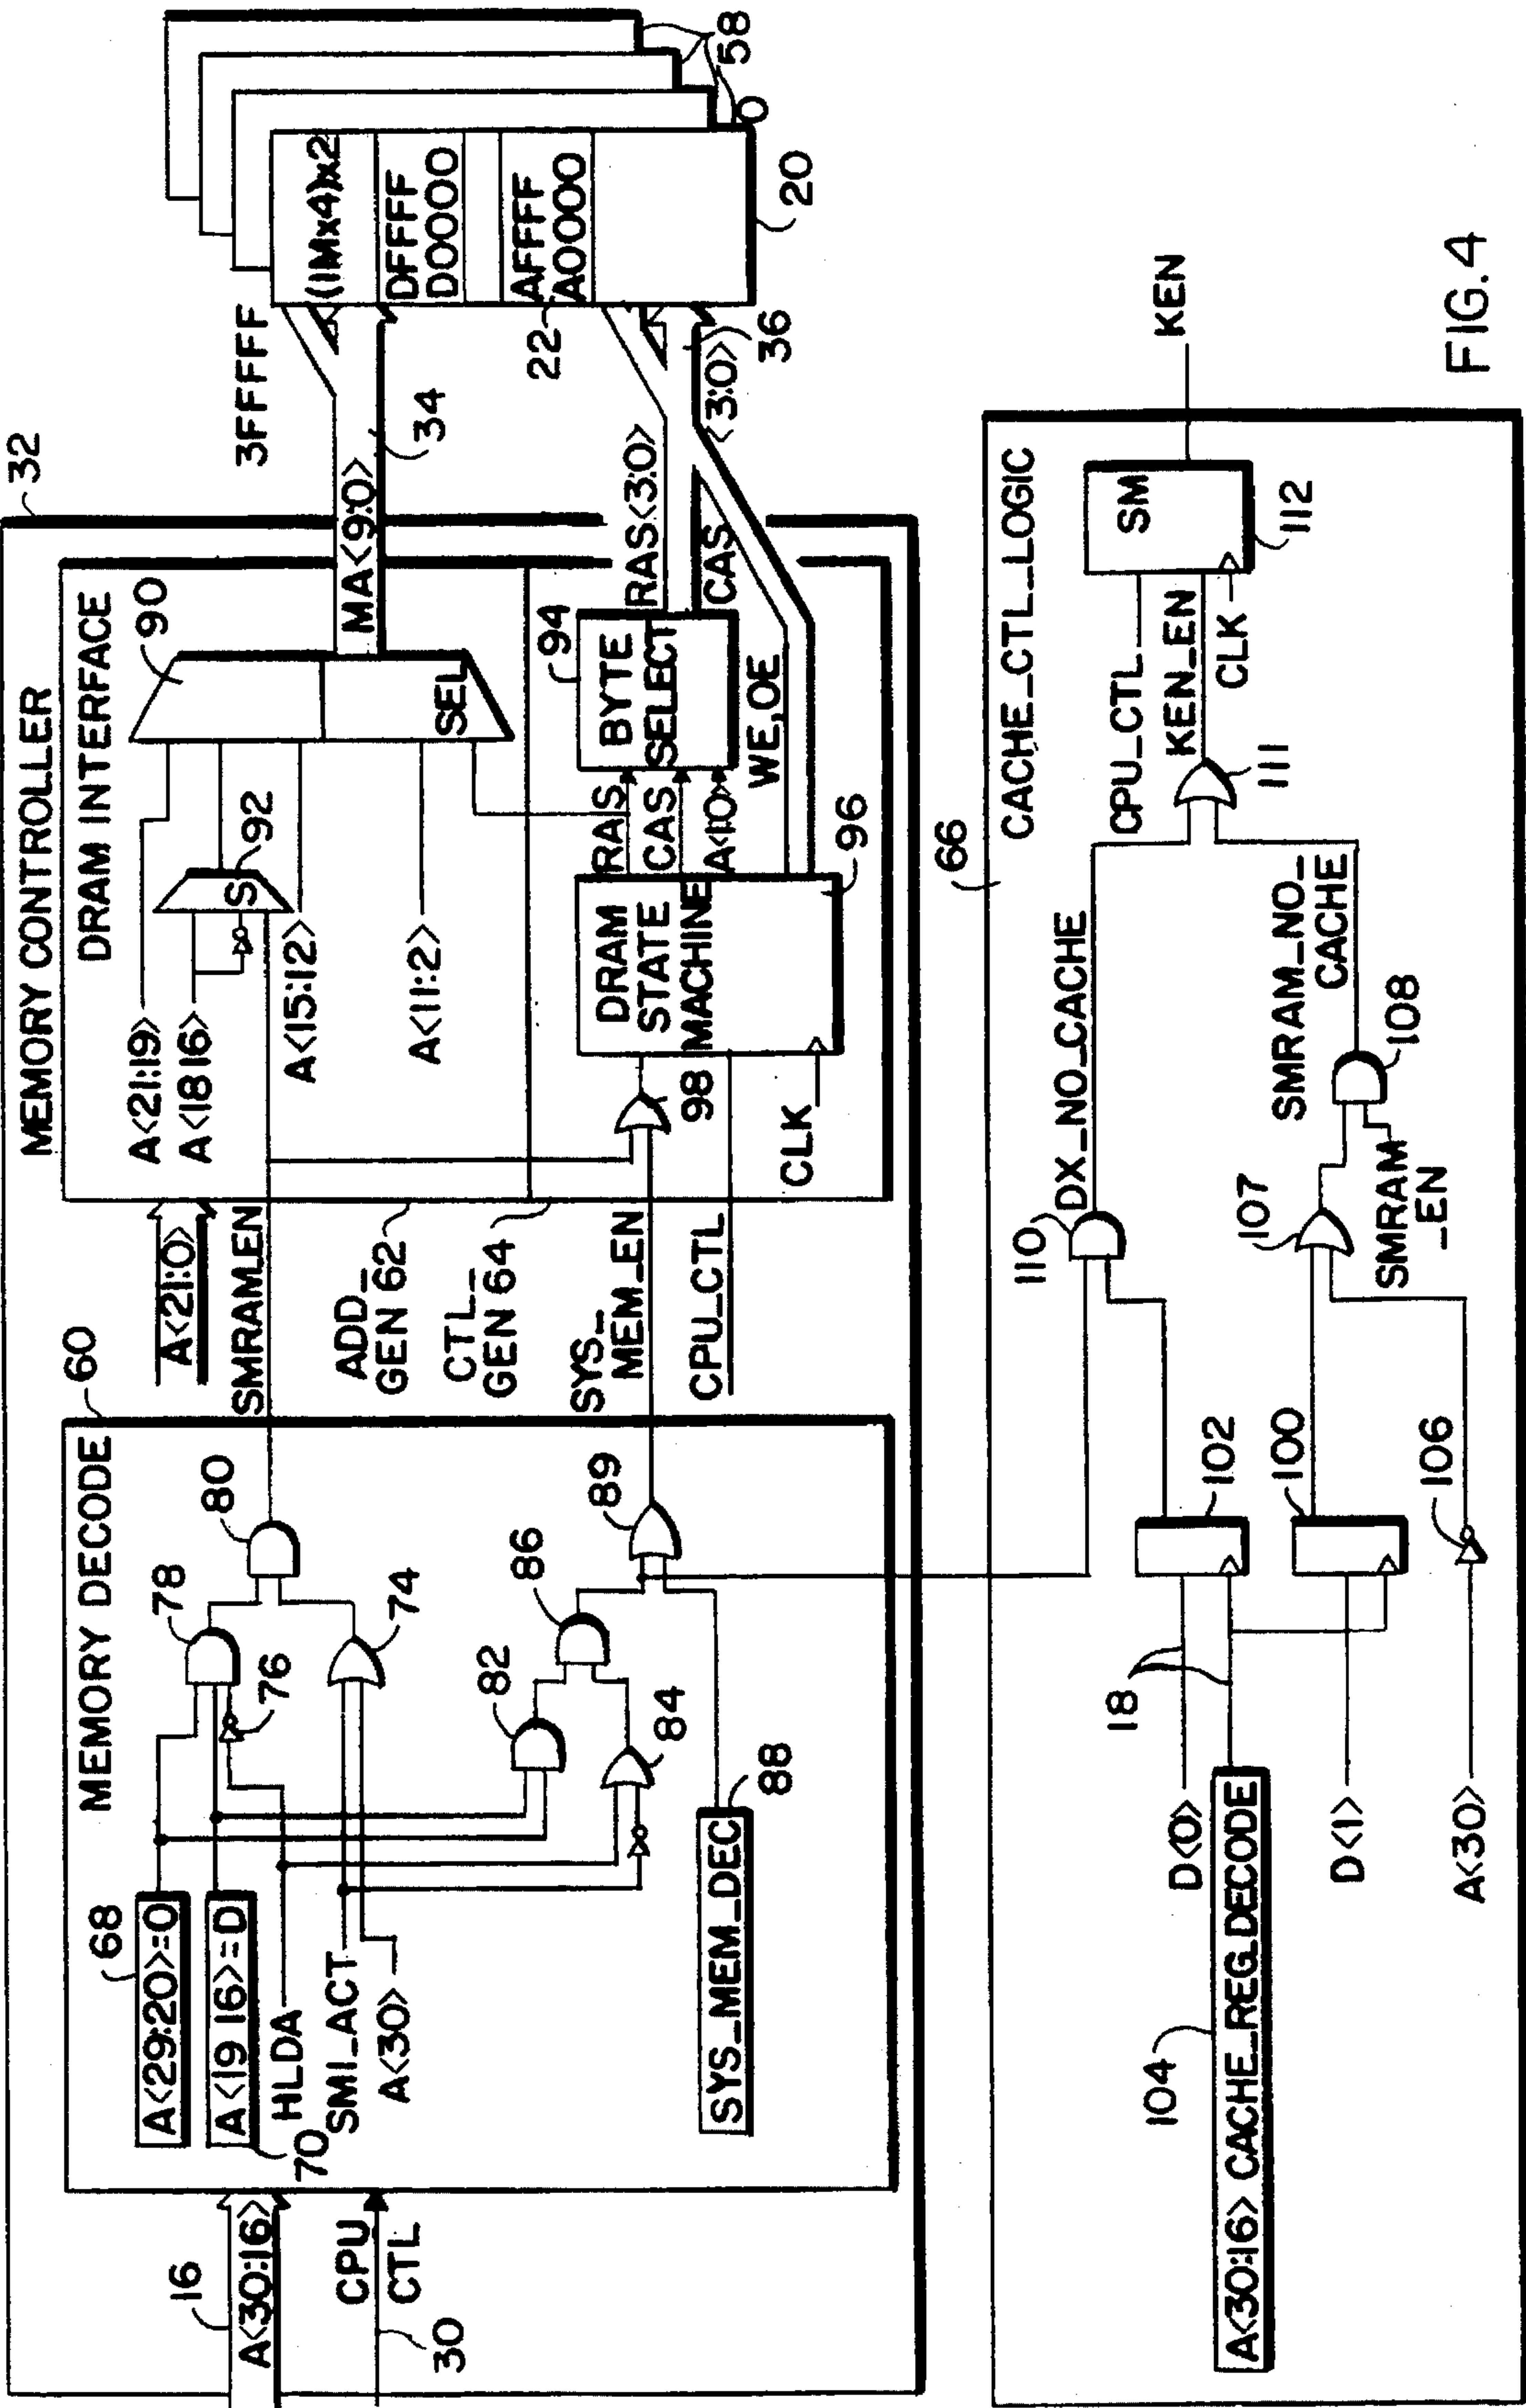 32
MEMORY CONTROLLER
60
MEMORY DECODE
68
A<29:20>=0
A<19 16>=D
70
HLDA
SMI_ACT
A<30>
78
76
80
74
82
86
84
89
SYS_MEM_DEC
88
16
A<30:16>
CPU
CTL
30
A<21:0>
SMRAMEN
ADD_
GEN 62
CTL_
GEN 64
SYS_
MEM_EN
CPU_CTL
DRAM INTERFACE
90
A<21:19>
A<18 16>
S
92
A<15:12>
A<11:2>
SEL
MA<9:0>
34
3FFFFF
94
BYTE
SELECT
RAS
CAS
A<1:0>
DRAM
STATE
MACHINE
96
98
CLK
WE,OE
RAS<3:0>
CAS
<3:0>
36
(1Mx4)x2
DFFFF
D0000
AFFFF
A0000
22
0
20
58
66
CACHE_CTL_LOGIC
18
D<0>
104
A<30:16> CACHE_REG_DECODE
D<1>
A<30>
102
100
106
110
DX_NO_CACHE
107
SMRAM
_EN
108
SMRAM_NO_
CACHE
111
CPU_CTL
KEN_EN
CLK
SM
112
KEN
FIG. 4